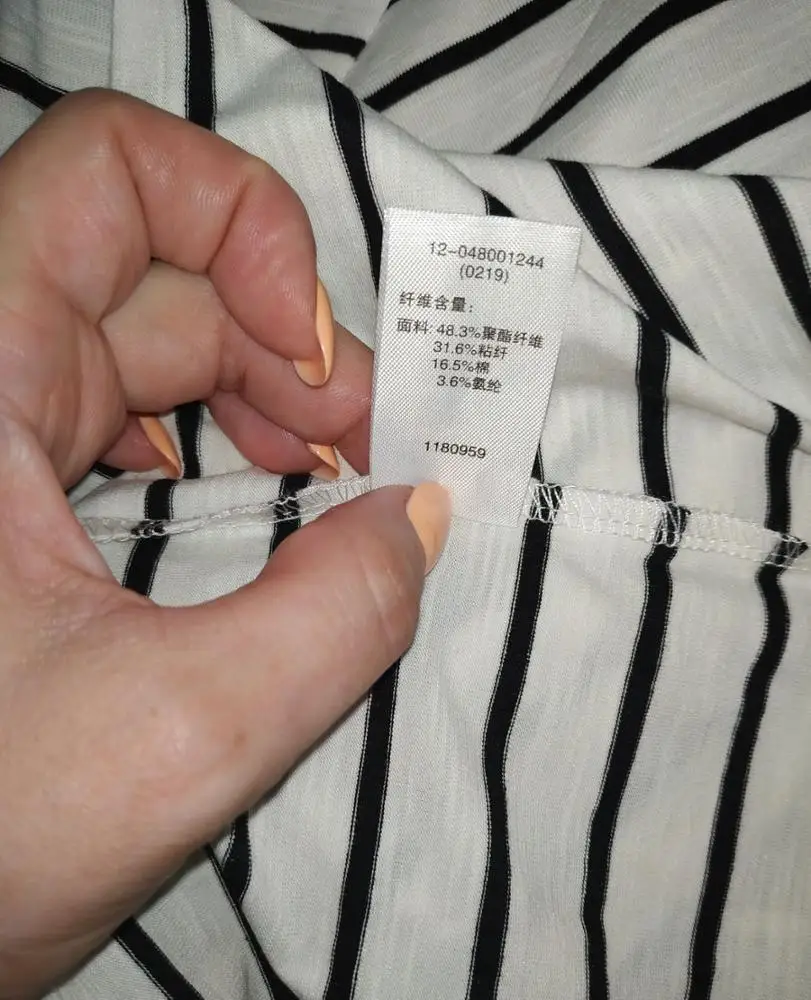 12-048001244
(0219)
纤维含量：
面料: 48.3%聚酯纤维
31.6%粘纤
16.5%棉
3.6%氨纶
1180959